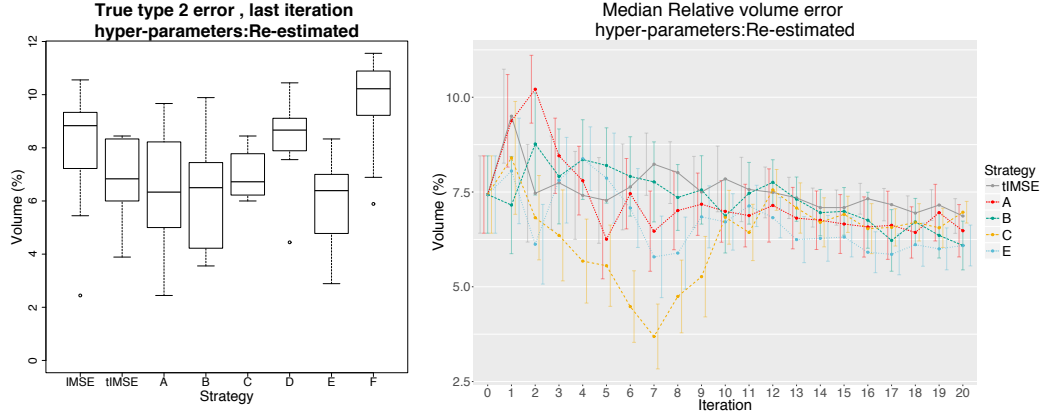 True type 2 error , last iteration
hyper-parameters:Re-estimated
Volume (%)
12
10
8
6
4
2
0
IMSE tIMSE A B C D E F
Strategy
Median Relative volume error
hyper-parameters:Re-estimated
Volume (%)
10.0
7.5
5.0
2.5
0 1 2 3 4 5 6 7 8 9 10 11 12 13 14 15 16 17 18 19 20
Iteration
Strategy
tIMSE
A
B
C
E